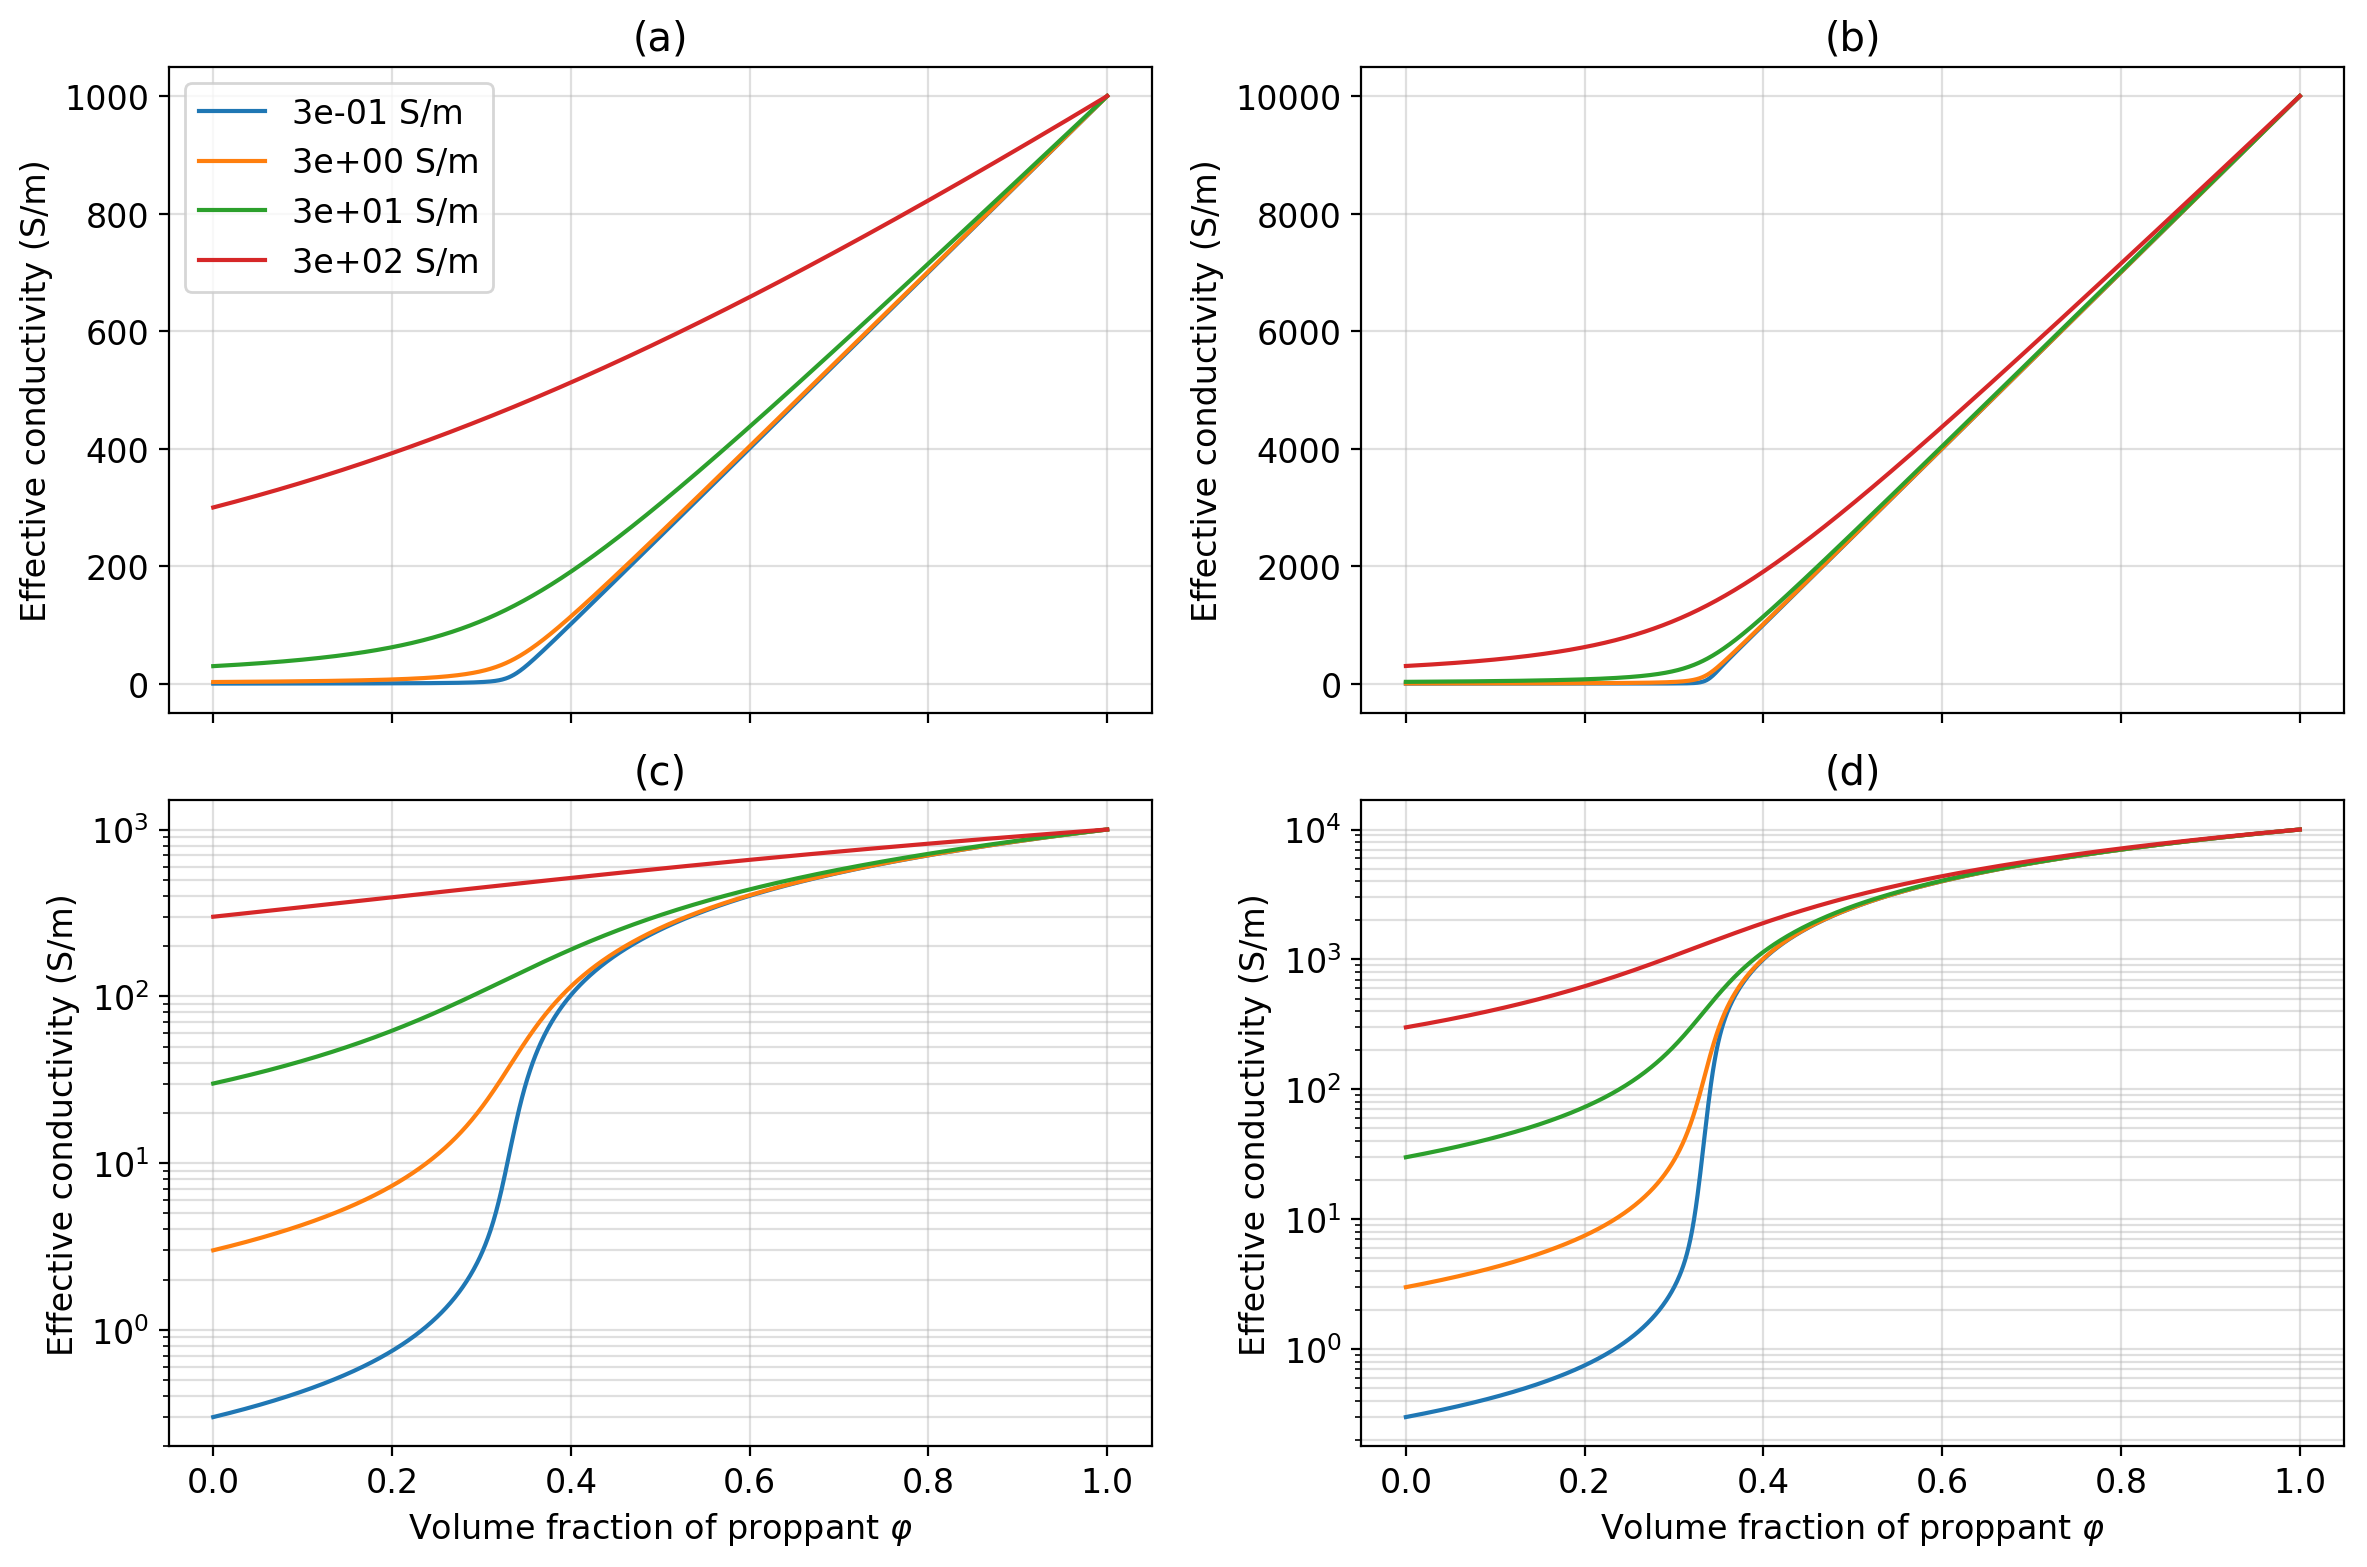 (a)
Effective conductivity (S/m)
1000
800
600
400
200
0
3e-01 S/m
3e+00 S/m
3e+01 S/m
3e+02 S/m
(b)
Effective conductivity (S/m)
10000
8000
6000
4000
2000
0
(c)
Effective conductivity (S/m)
10³
10²
10¹
10⁰
0.0 0.2 0.4 0.6 0.8 1.0
Volume fraction of proppant φ
(d)
Effective conductivity (S/m)
10⁴
10³
10²
10¹
10⁰
0.0 0.2 0.4 0.6 0.8 1.0
Volume fraction of proppant φ